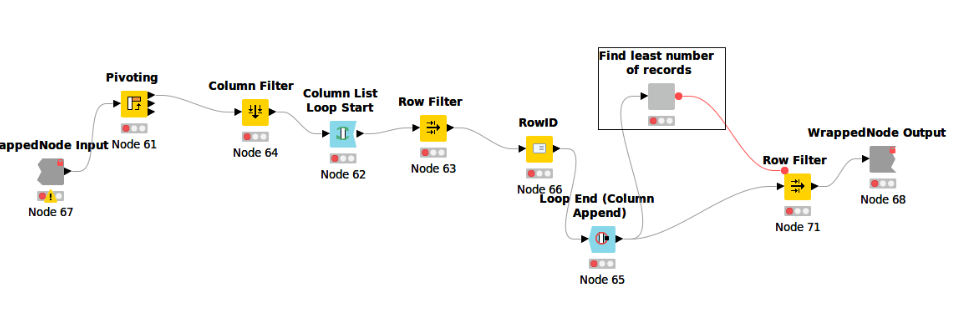 Find least number
of records
Pivoting
Column Filter
Column List
Loop Start
Row Filter
RowID
WrappedNode Output
appedNode Input
Node 61
Node 64
Node 62
Node 63
Node 66
Row Filter
Node 67
Loop End (Column
Append)
Node 68
Node 71
Node 65